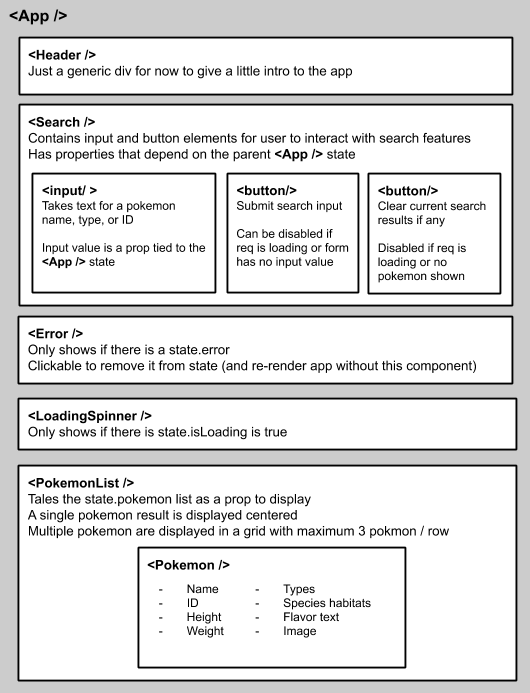 <App />
<Header />
Just a generic div for now to give a little intro to the app
<Search />
Contains input and button elements for user to interact with search features
Has properties that depend on the parent <App /> state
<input/ >
Takes text for a pokemon
name, type, or ID
Input value is a prop tied to the
<App /> state
<button/>
Submit search input
Can be disabled if
req is loading or form
has no input value
<button/>
Clear current search
results if any
Disabled if req is
loading or no
pokemon shown
<Error />
Only shows if there is a state.error
Clickable to remove it from state (and re-render app without this component)
<LoadingSpinner />
Only shows if there is state.isLoading is true
<PokemonList />
Tales the state.pokemon list as a prop to display
A single pokemon result is displayed centered
Multiple pokemon are displayed in a grid with maximum 3 pokmon / row
<Pokemon />
- Name - Types
- ID - Species habitats
- Height - Flavor text
- Weight - Image